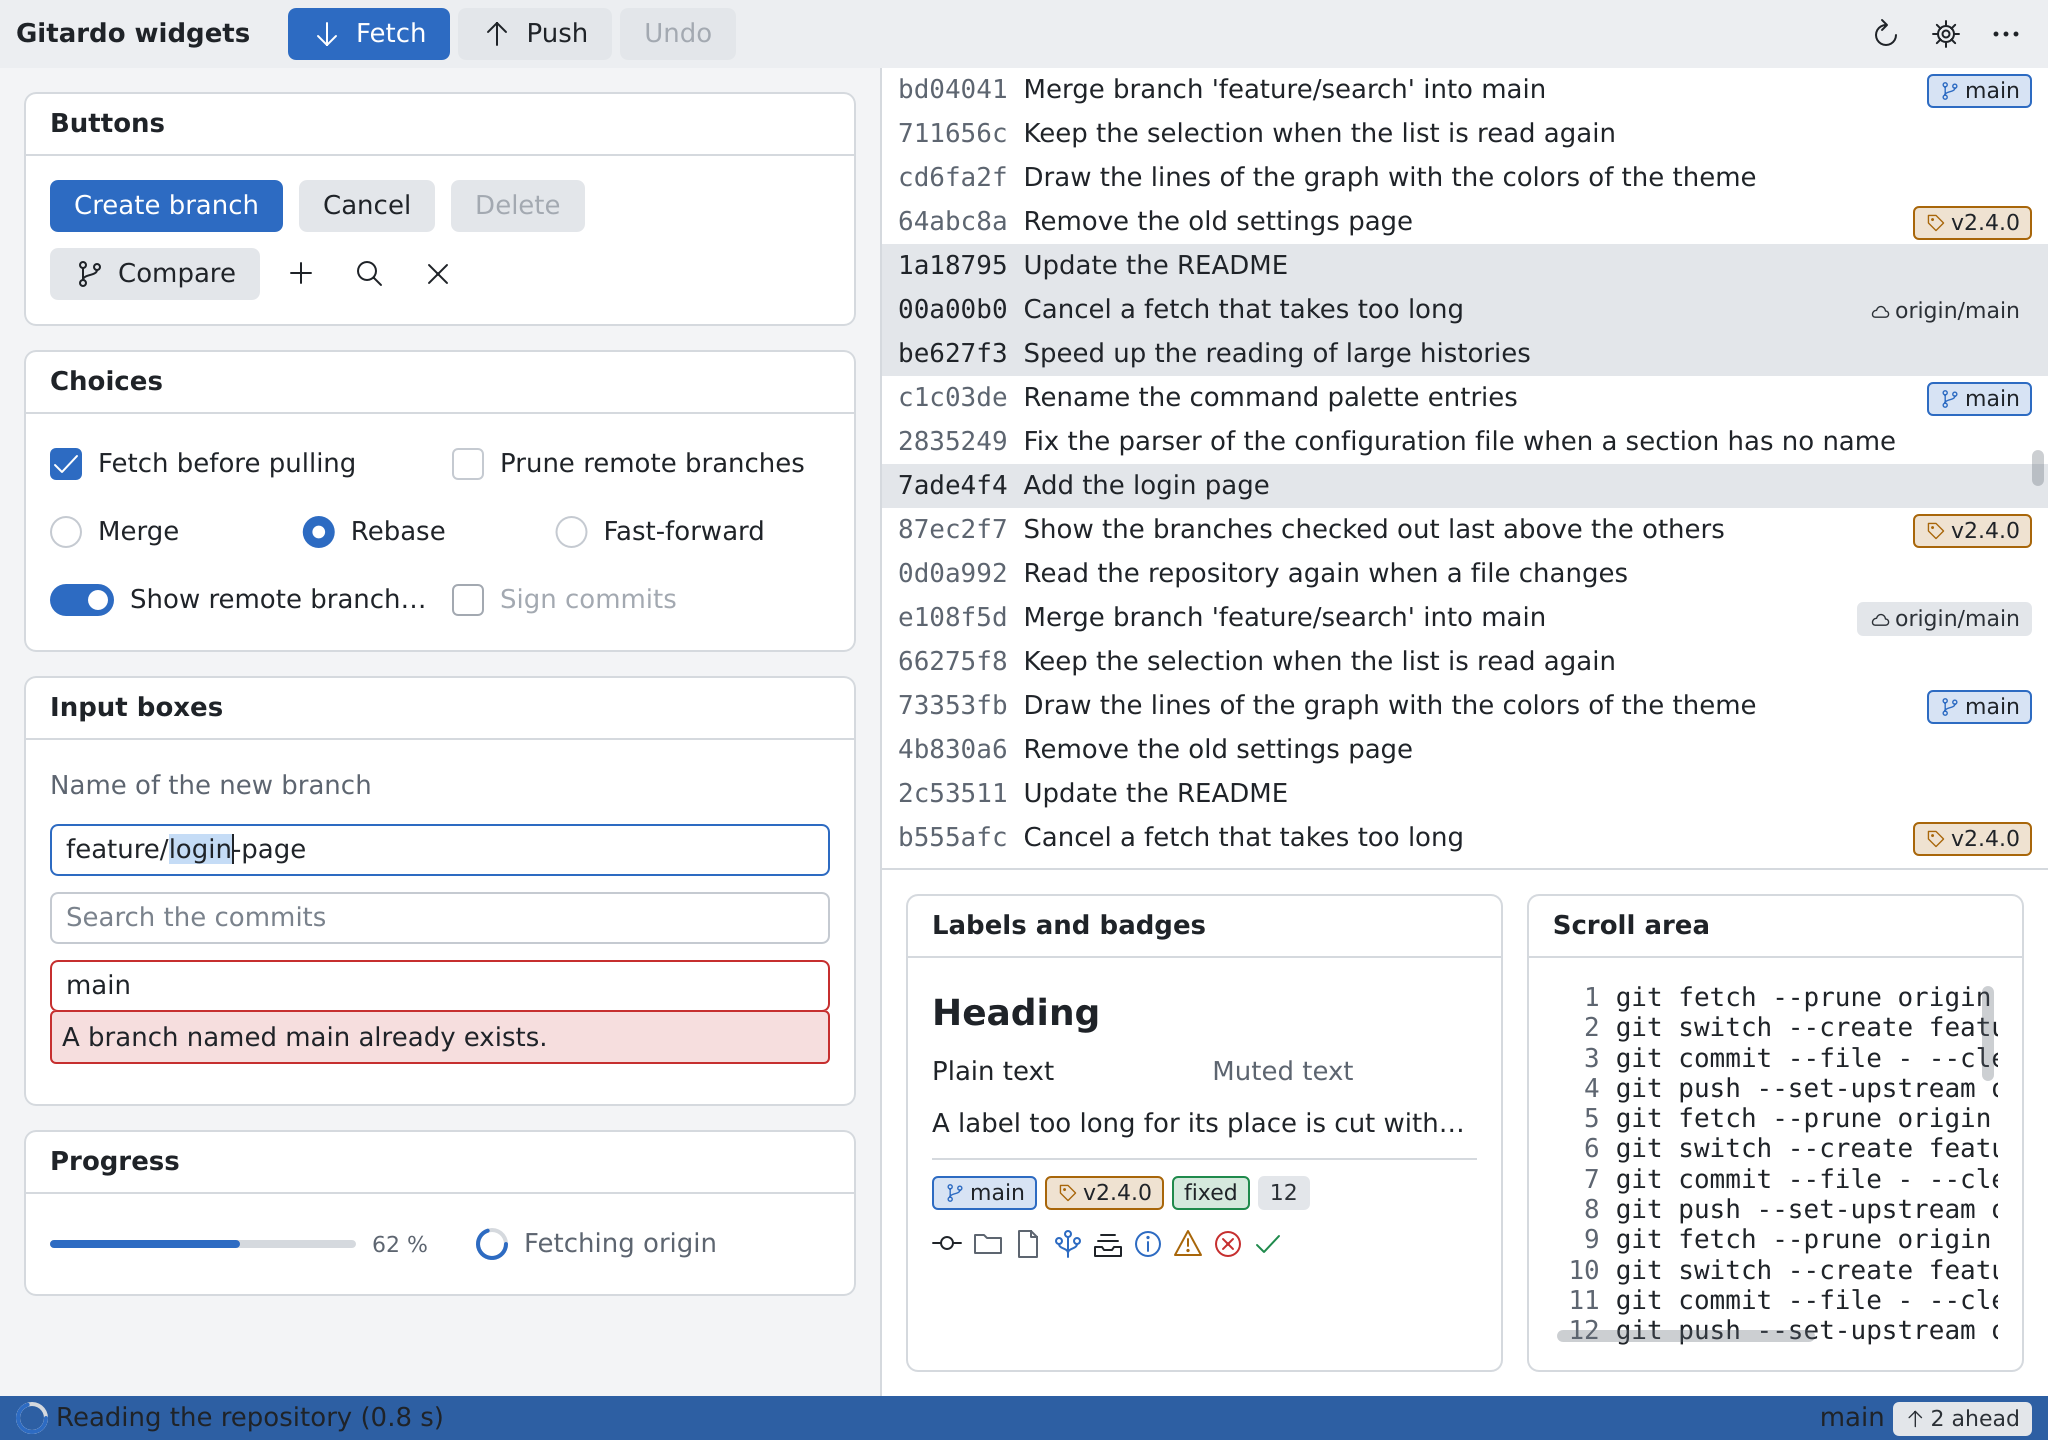 Gitardo widgets
Fetch
Push
Undo
Buttons
Create branch
Cancel
Delete
Compare
Choices
Fetch before pulling
Prune remote branches
Merge
Rebase
Fast-forward
Show remote branch…
Sign commits
Input boxes
Name of the new branch
feature/login-page
Search the commits
main
A branch named main already exists.
Progress
62 %
Fetching origin
bd04041 Merge branch 'feature/search' into main main
711656c Keep the selection when the list is read again
cd6fa2f Draw the lines of the graph with the colors of the theme
64abc8a Remove the old settings page v2.4.0
1a18795 Update the README
00a00b0 Cancel a fetch that takes too long origin/main
be627f3 Speed up the reading of large histories
c1c03de Rename the command palette entries main
2835249 Fix the parser of the configuration file when a section has no name
7ade4f4 Add the login page
87ec2f7 Show the branches checked out last above the others v2.4.0
0d0a992 Read the repository again when a file changes
e108f5d Merge branch 'feature/search' into main origin/main
66275f8 Keep the selection when the list is read again
73353fb Draw the lines of the graph with the colors of the theme main
4b830a6 Remove the old settings page
2c53511 Update the README
b555afc Cancel a fetch that takes too long v2.4.0
Labels and badges
Heading
Plain text
Muted text
A label too long for its place is cut with…
main
v2.4.0
fixed
12
Scroll area
1 git fetch --prune origin
2 git switch --create featu
3 git commit --file - --cle
4 git push --set-upstream o
5 git fetch --prune origin
6 git switch --create featu
7 git commit --file - --cle
8 git push --set-upstream o
9 git fetch --prune origin
10 git switch --create featu
11 git commit --file - --cle
12 git push --set-upstream o
Reading the repository (0.8 s)
main
2 ahead